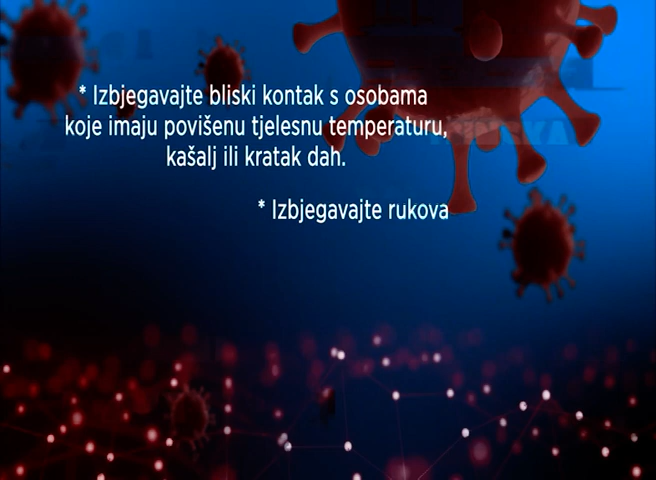 * Izbjegavajte bliski kontak s osobama
koje imaju povišenu tjelesnu temperaturu,
kašalj ili kratak dah.
* Izbjegavajte rukova